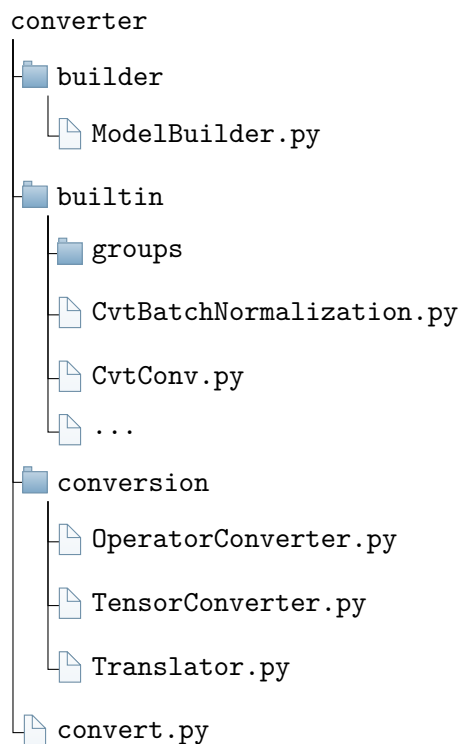 converter
builder
ModelBuilder.py
builtin
groups
CvtBatchNormalization.py
CvtConv.py
...
conversion
OperatorConverter.py
TensorConverter.py
Translator.py
convert.py